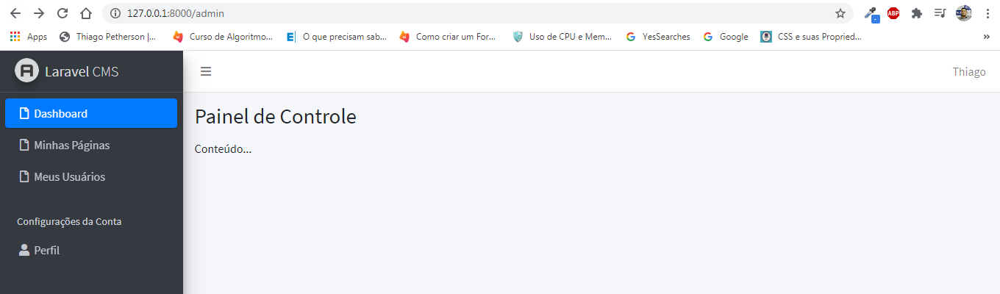 127.0.0.1:8000/admin
ABP
Apps Thiago Petherson |... Curso de Algoritmo... O que precisam sab... Como criar um For... Uso de CPU e Mem... YesSearches Google CSS e suas Propried... »
Laravel CMS
Thiago
Dashboard
Painel de Controle
Minhas Páginas
Conteúdo...
Meus Usuários
Configurações da Conta
Perfil